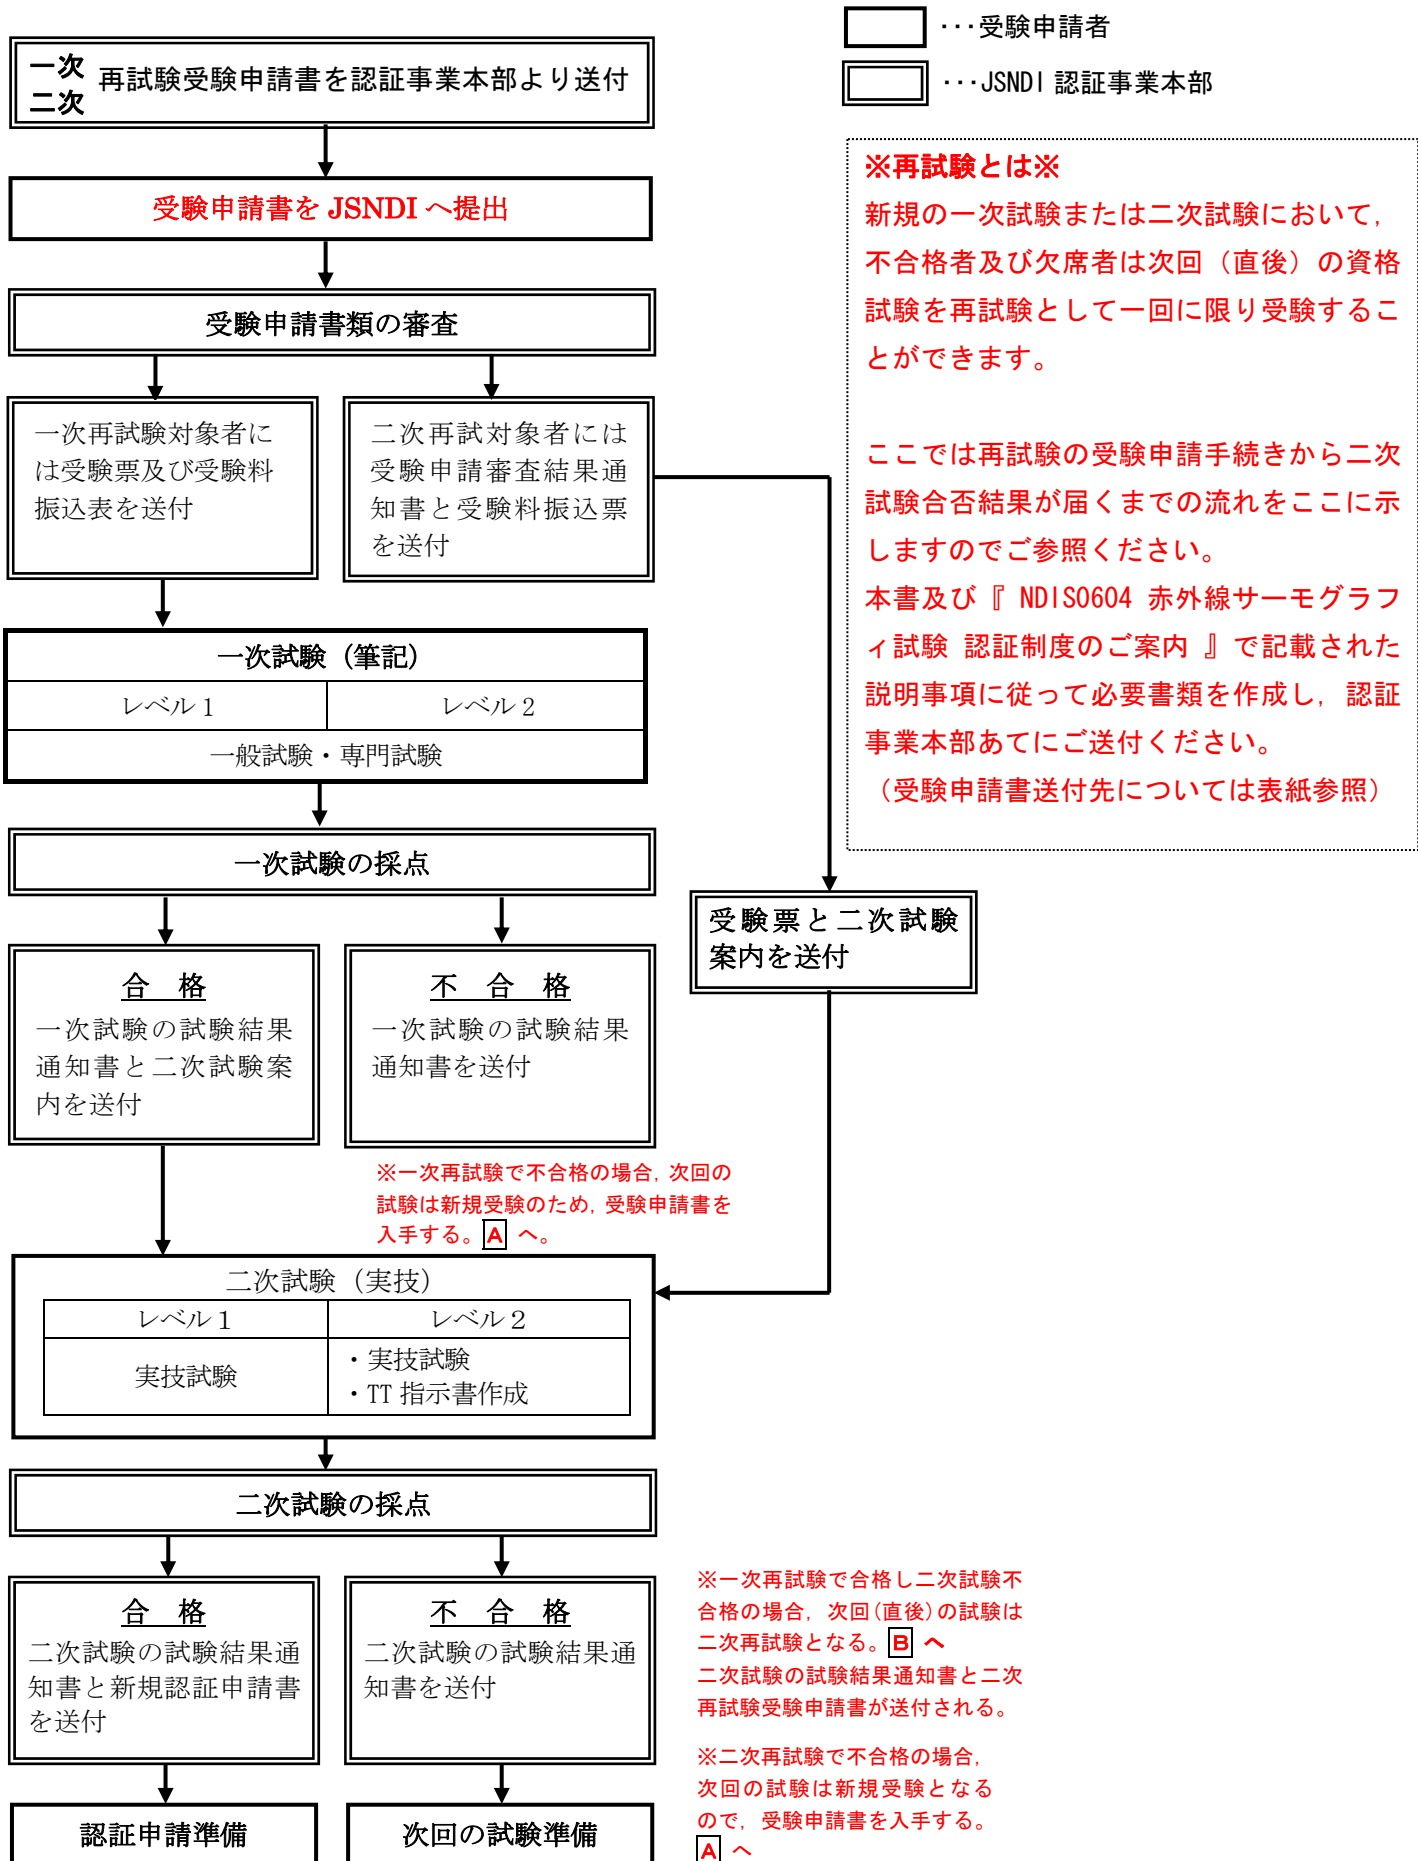 ･･･受験申請者
･･･JSNDI 認証事業本部
一次
二次
再試験受験申請書を認証事業本部より送付
受験申請書を JSNDI へ提出
受験申請書類の審査
一次再試験対象者に
は受験票及び受験料
振込表を送付
二次再試対象者には
受験申請審査結果通
知書と受験料振込票
を送付
※再試験とは※
新規の一次試験または二次試験において，
不合格者及び欠席者は次回（直後）の資格
試験を再試験として一回に限り受験するこ
とができます。
ここでは再試験の受験申請手続きから二次
試験合否結果が届くまでの流れをここに示
しますのでご参照ください。
本書及び『 NDIS0604 赤外線サーモグラフ
ィ試験 認証制度のご案内 』で記載された
説明事項に従って必要書類を作成し，認証
事業本部あてにご送付ください。
（受験申請書送付先については表紙参照）
一次試験（筆記）
レベル 1
レベル 2
一般試験・専門試験
一次試験の採点
受験票と二次試験
案内を送付
合　格
一次試験の試験結果
通知書と二次試験案
内を送付
不　合　格
一次試験の試験結果
通知書を送付
※一次再試験で不合格の場合，次回の
試験は新規受験のため，受験申請書を
入手する。A へ。
二次試験（実技）
レベル１
レベル２
実技試験
・実技試験
・TT 指示書作成
二次試験の採点
合　格
二次試験の試験結果通
知書と新規認証申請書
を送付
不　合　格
二次試験の試験結果通
知書を送付
※一次再試験で合格し二次試験不
合格の場合，次回(直後)の試験は
二次再試験となる。B へ
二次試験の試験結果通知書と二次
再試験受験申請書が送付される。
※二次再試験で不合格の場合，
次回の試験は新規受験となる
ので，受験申請書を入手する。
A へ
認証申請準備
次回の試験準備